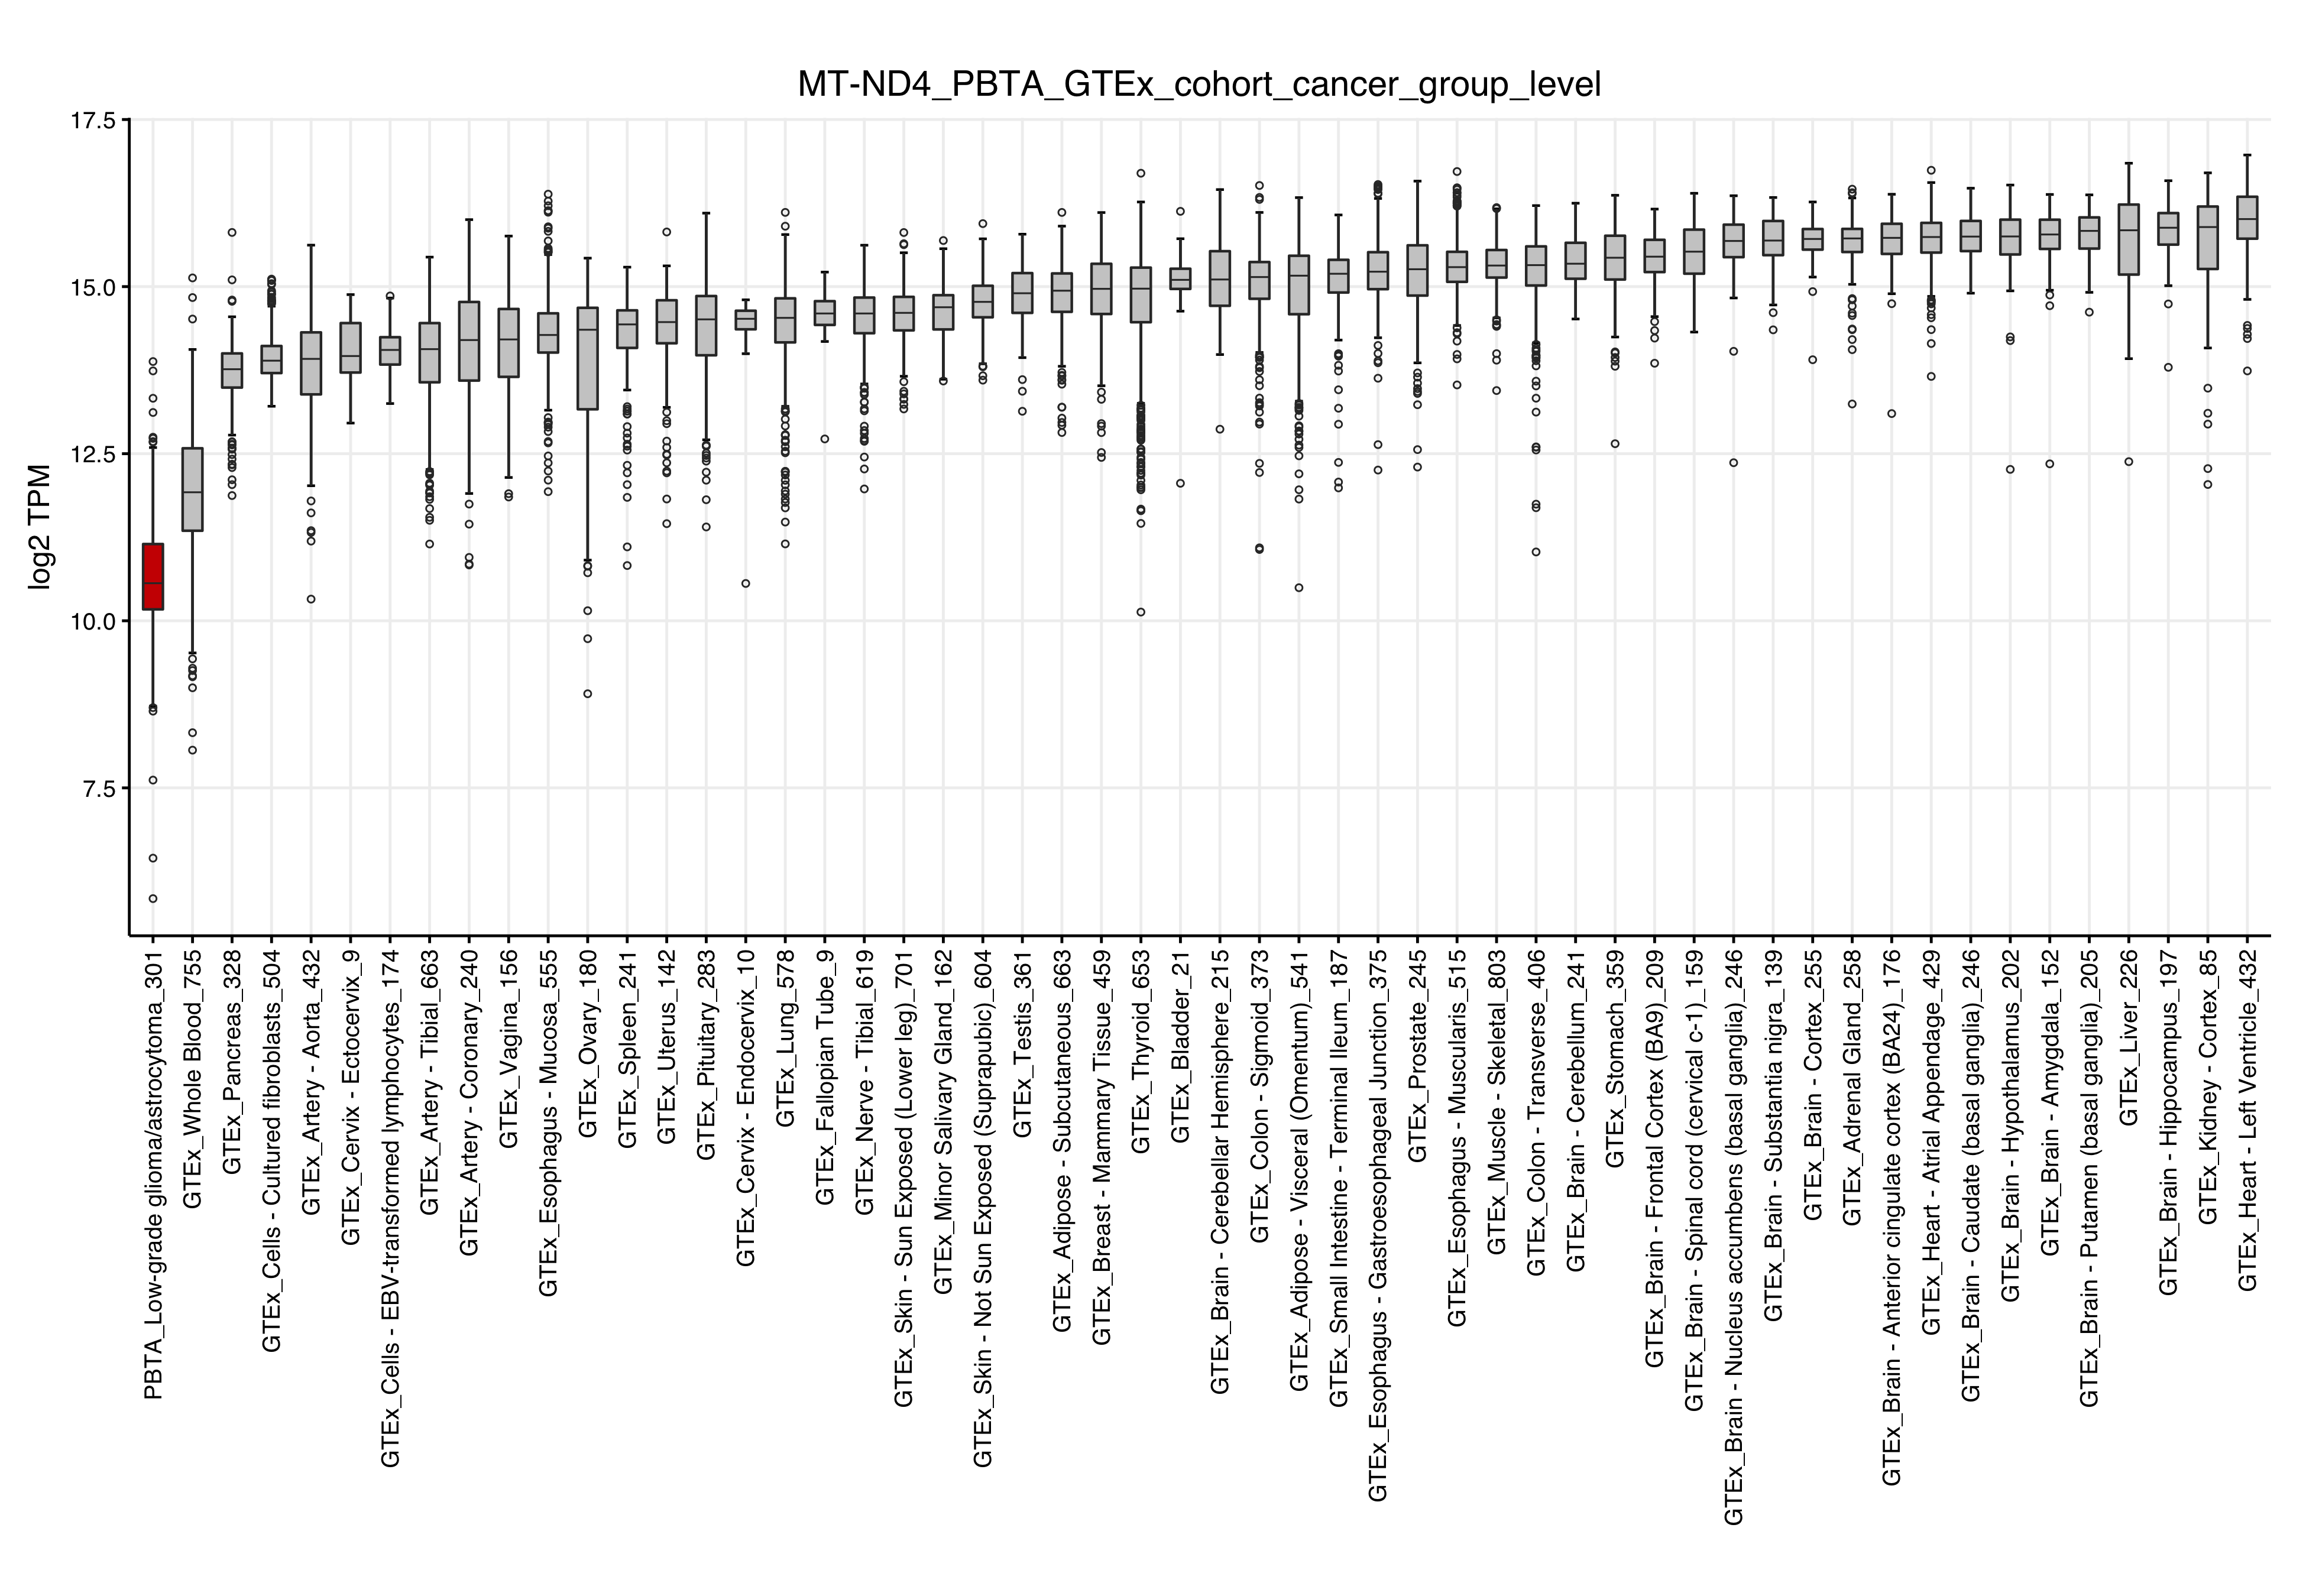 MT-ND4_PBTA_GTEx_cohort_cancer_group_level
17.5
15.0
12.5
10.0
7.5
log2 TPM
PBTA_Low-grade glioma/astrocytoma_301
GTEx_Whole Blood_755
GTEx_Pancreas_328
GTEx_Cells - Cultured fibroblasts_504
GTEx_Artery - Aorta_432
GTEx_Cervix - Ectocervix_9
GTEx_Cells - EBV-transformed lymphocytes_174
GTEx_Artery - Tibial_663
GTEx_Artery - Coronary_240
GTEx_Vagina_156
GTEx_Esophagus - Mucosa_555
GTEx_Ovary_180
GTEx_Spleen_241
GTEx_Uterus_142
GTEx_Pituitary_283
GTEx_Cervix - Endocervix_10
GTEx_Lung_578
GTEx_Fallopian Tube_9
GTEx_Nerve - Tibial_619
GTEx_Skin - Sun Exposed (Lower leg)_701
GTEx_Minor Salivary Gland_162
GTEx_Skin - Not Sun Exposed (Suprapubic)_604
GTEx_Testis_361
GTEx_Adipose - Subcutaneous_663
GTEx_Breast - Mammary Tissue_459
GTEx_Thyroid_653
GTEx_Bladder_21
GTEx_Brain - Cerebellar Hemisphere_215
GTEx_Colon - Sigmoid_373
GTEx_Adipose - Visceral (Omentum)_541
GTEx_Small Intestine - Terminal Ileum_187
GTEx_Esophagus - Gastroesophageal Junction_375
GTEx_Prostate_245
GTEx_Esophagus - Muscularis_515
GTEx_Muscle - Skeletal_803
GTEx_Colon - Transverse_406
GTEx_Brain - Cerebellum_241
GTEx_Stomach_359
GTEx_Brain - Frontal Cortex (BA9)_209
GTEx_Brain - Spinal cord (cervical c-1)_159
GTEx_Brain - Nucleus accumbens (basal ganglia)_246
GTEx_Brain - Substantia nigra_139
GTEx_Brain - Cortex_255
GTEx_Adrenal Gland_258
GTEx_Brain - Anterior cingulate cortex (BA24)_176
GTEx_Heart - Atrial Appendage_429
GTEx_Brain - Caudate (basal ganglia)_246
GTEx_Brain - Hypothalamus_202
GTEx_Brain - Amygdala_152
GTEx_Brain - Putamen (basal ganglia)_205
GTEx_Liver_226
GTEx_Brain - Hippocampus_197
GTEx_Kidney - Cortex_85
GTEx_Heart - Left Ventricle_432